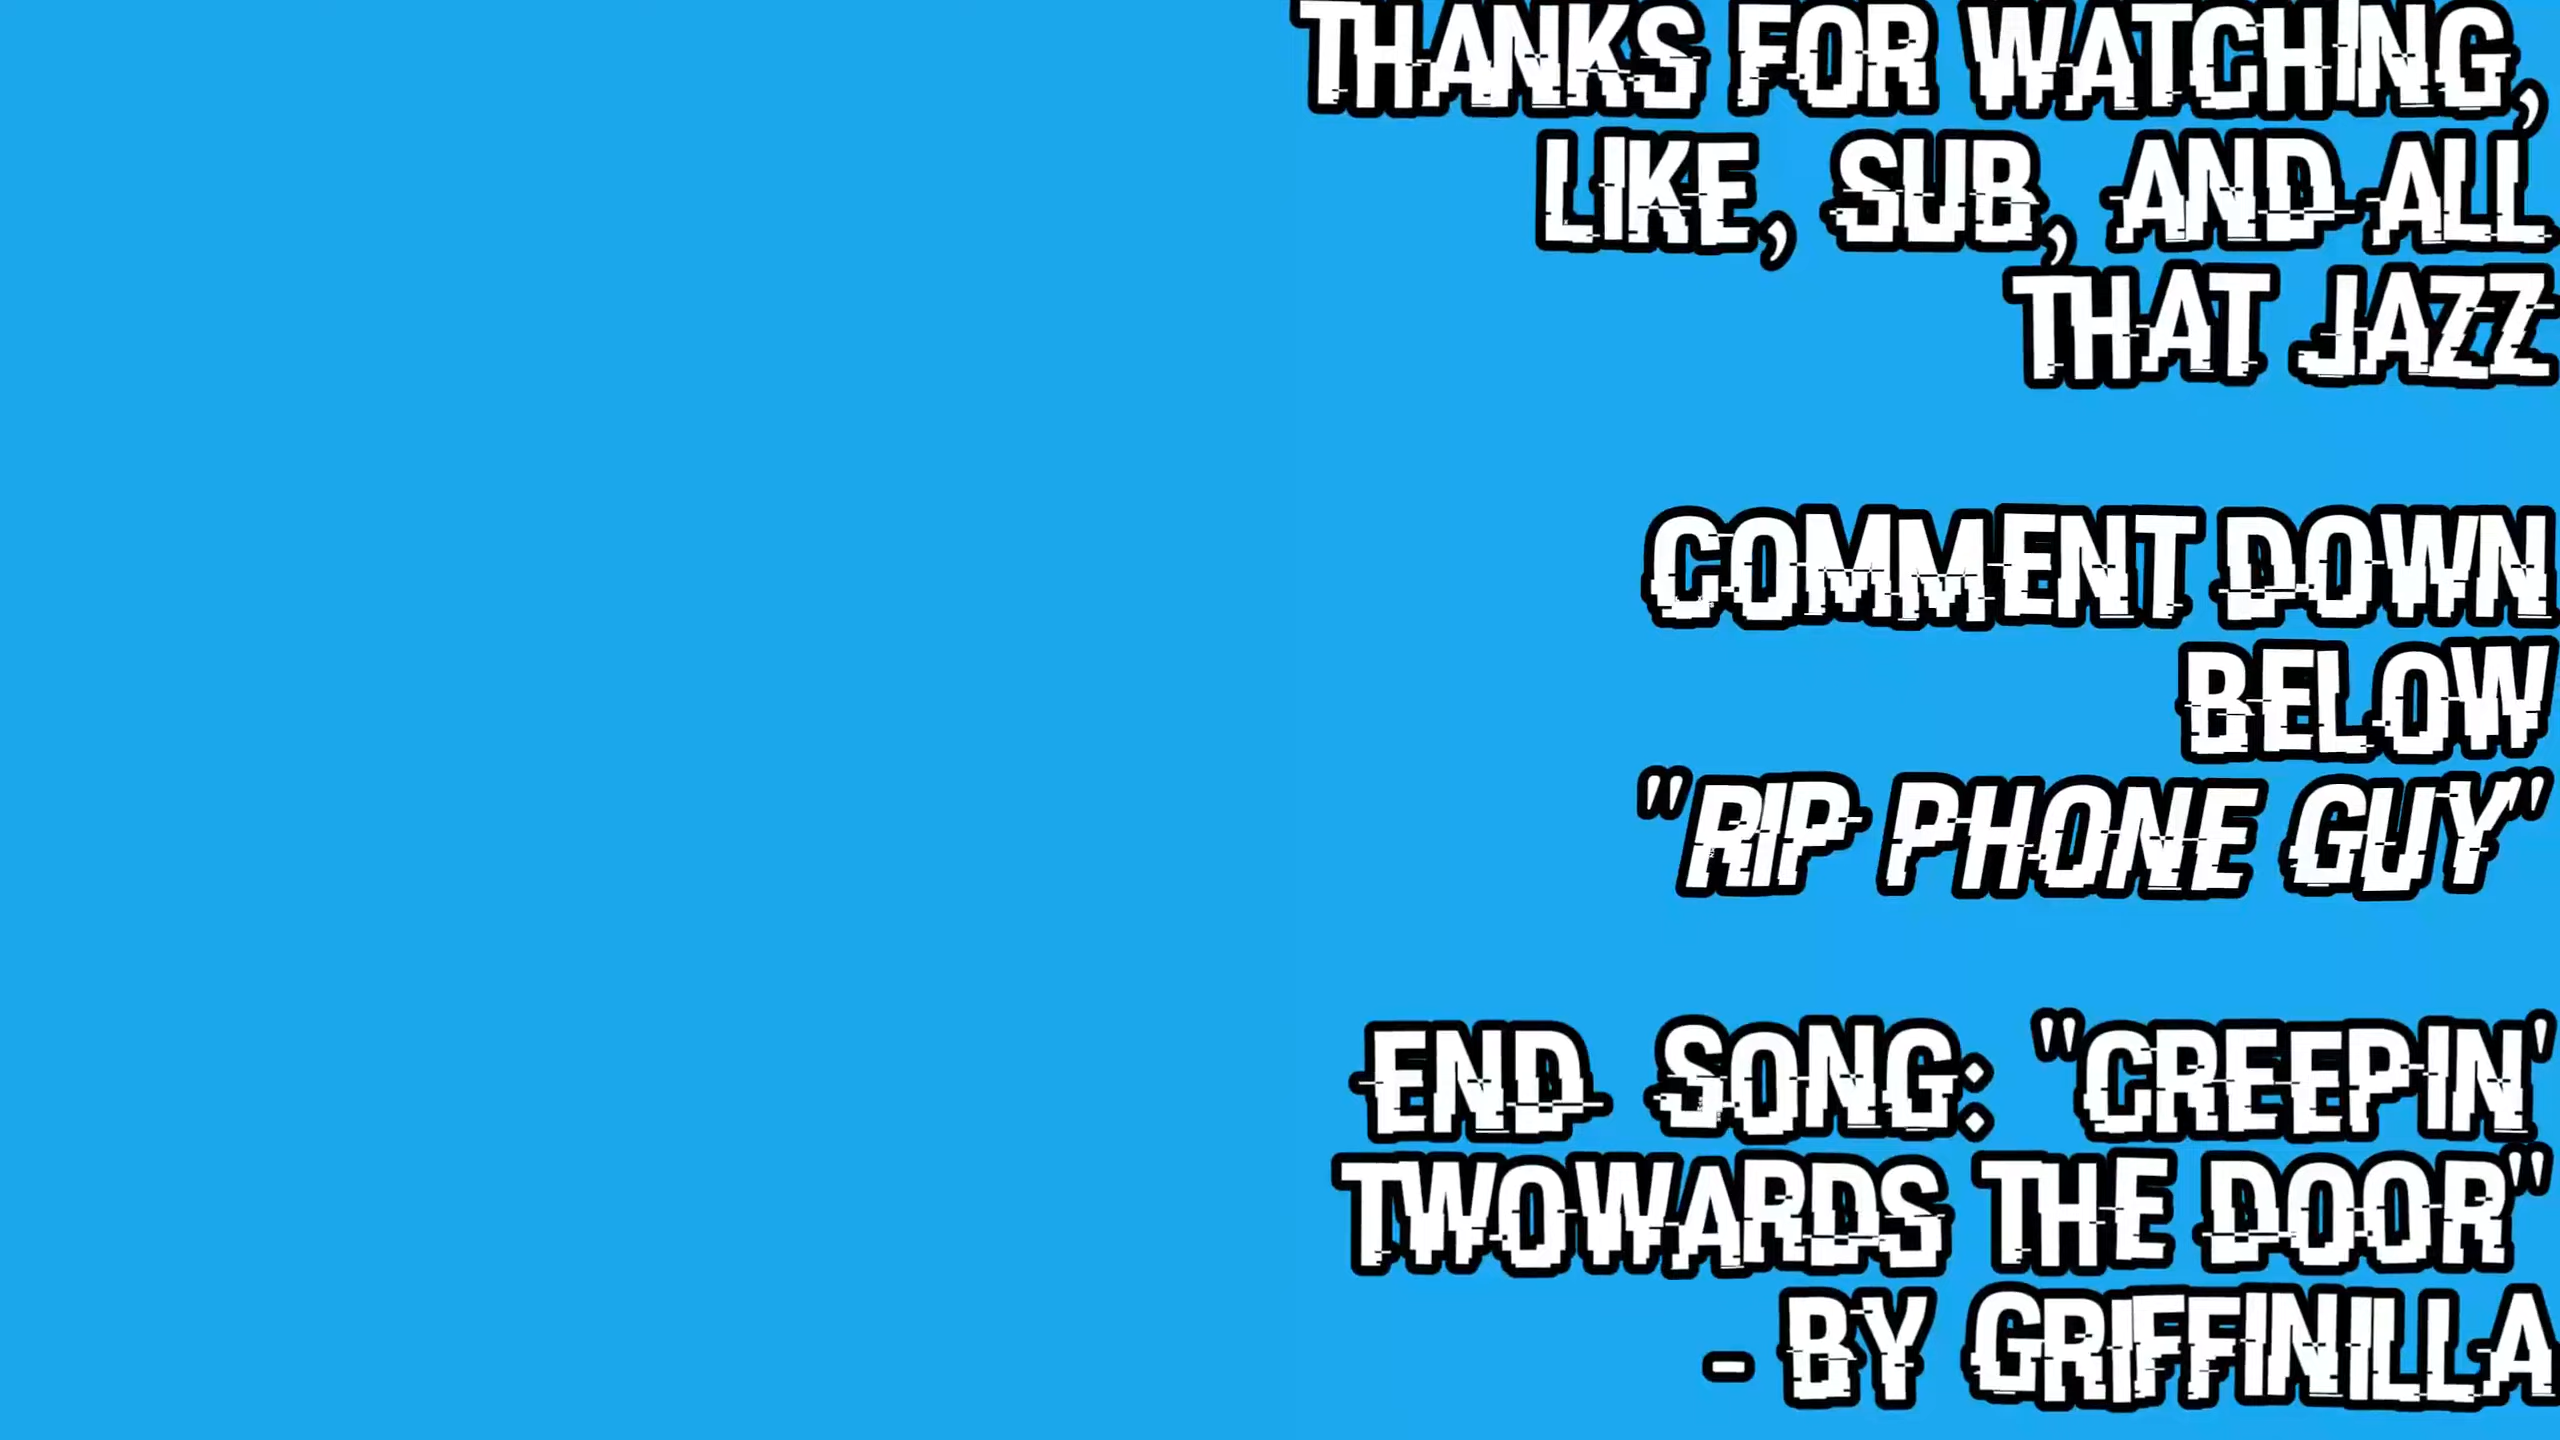 THANKS FOR WATCHING,
LIKE, SUB, AND ALL
THAT JAZZ
COMMENT DOWN
BELOW
"RIP PHONE GUY"
END SONG: "CREEPIN'
TWOWARDS THE DOOR"
- BY GRIFFINILLA